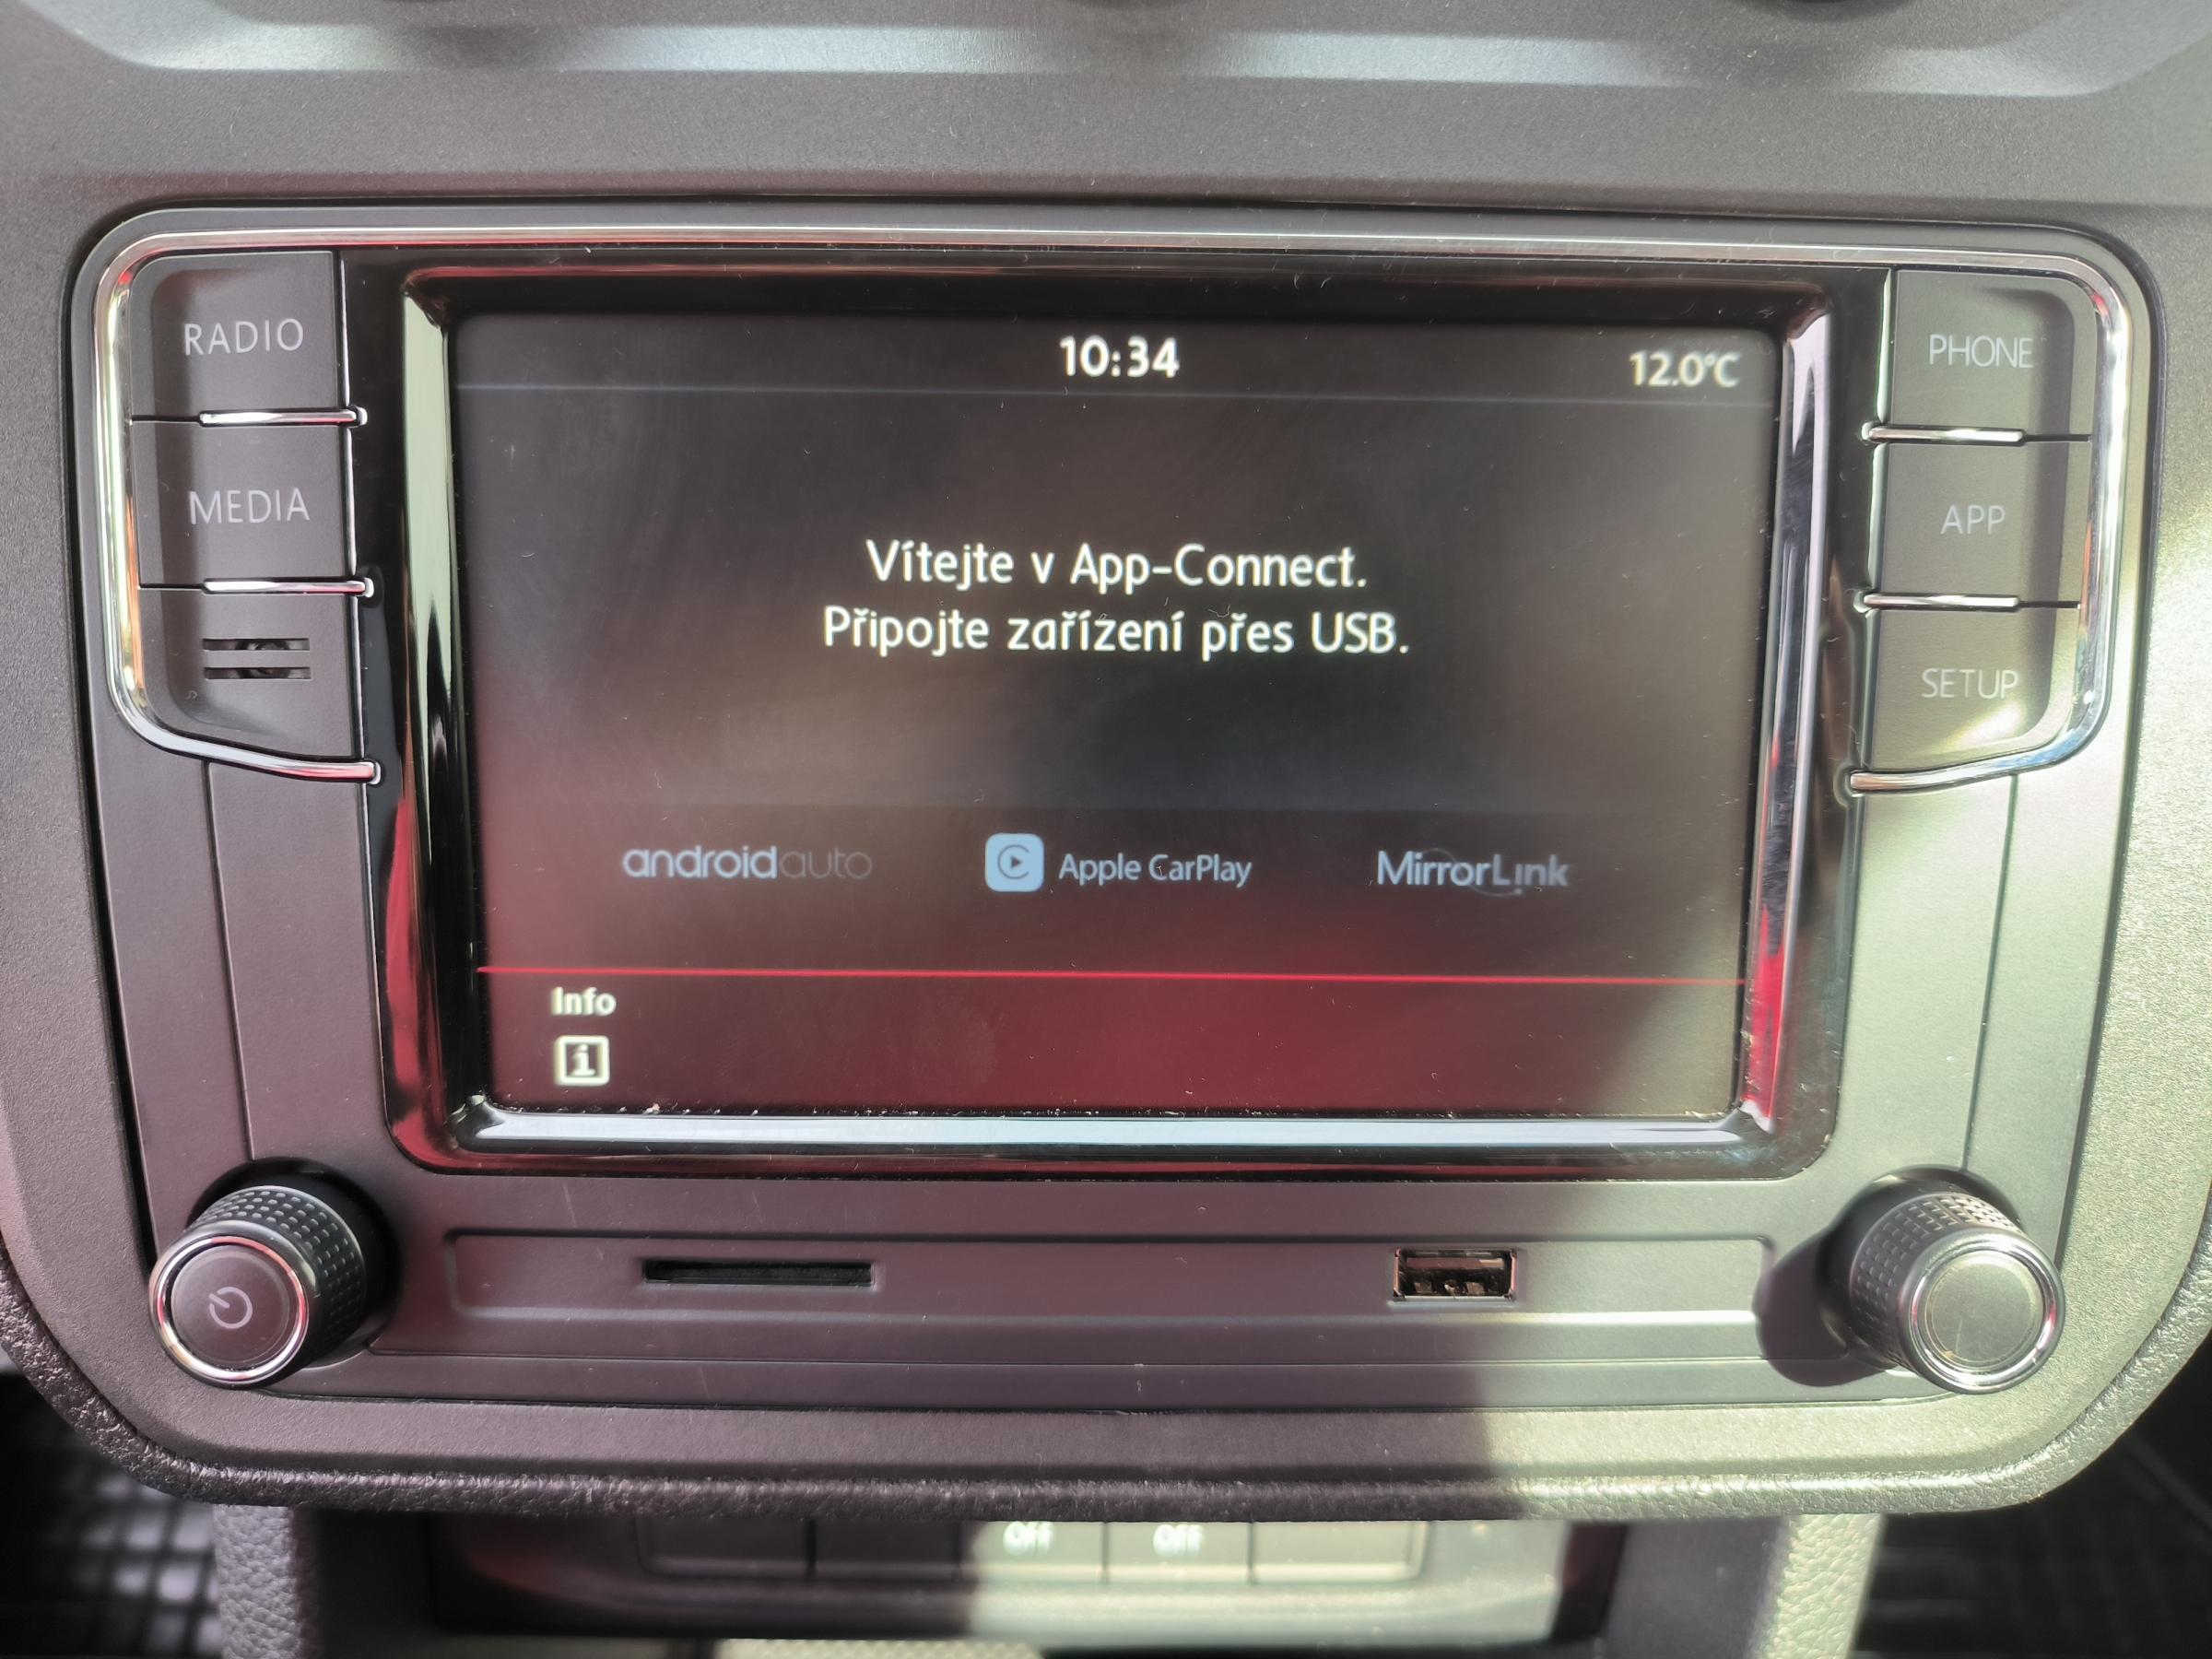 RADIO
MEDIA
10:34
12.0°C
Vítejte v App-Connect.
Připojte zařízení přes USB.
androidauto
Apple CarPlay
MirrorLink
Info
i
PHONE
APP
SETUP
Off
Off